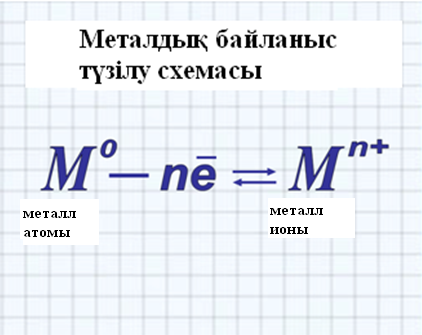 Металдық байланыс
түзілу схемасы
M⁰ — nē ⇄ Mⁿ⁺
металл
атомы
металл
ионы